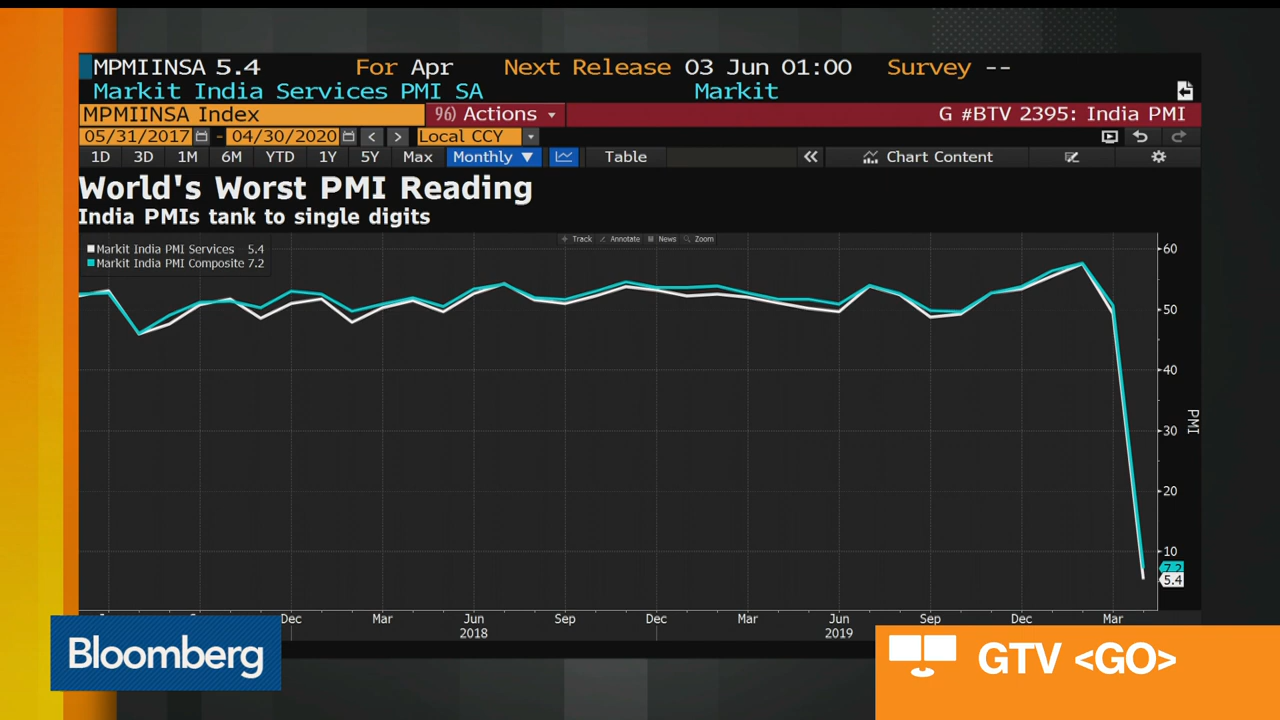 MPMIINSA 5.4 For Apr Next Release 03 Jun 01:00 Survey --
Markit India Services PMI SA Markit
MPMIINSA Index 96) Actions G #BTV 2395: India PMI
05/31/2017 - 04/30/2020 < > Local CCY
1D 3D 1M 6M YTD 1Y 5Y Max Monthly ▼ Table « Chart Content
World's Worst PMI Reading
India PMIs tank to single digits
Track Annotate News Zoom
Markit India PMI Services 5.4
Markit India PMI Composite 7.2
60
50
40
30
20
10
PMI
7.2
5.4
Dec Mar Jun Sep Dec Mar Jun Sep Dec Mar
2018 2019
Bloomberg
GTV <GO>